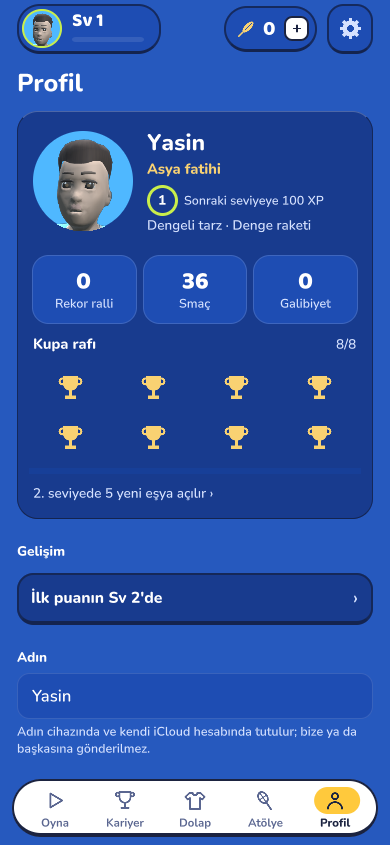 Sv 1
0 +
Profil
Yasin
Asya fatihi
1 Sonraki seviyeye 100 XP
Dengeli tarz · Denge raketi
0 36 0
Rekor ralli Smaç Galibiyet
Kupa rafı 8/8
2. seviyede 5 yeni eşya açılır ›
Gelişim
İlk puanın Sv 2'de ›
Adın
Yasin
Adın cihazında ve kendi iCloud hesabında tutulur; bize ya da
başkasına gönderilmez.
Oyna Kariyer Dolap Atölye Profil